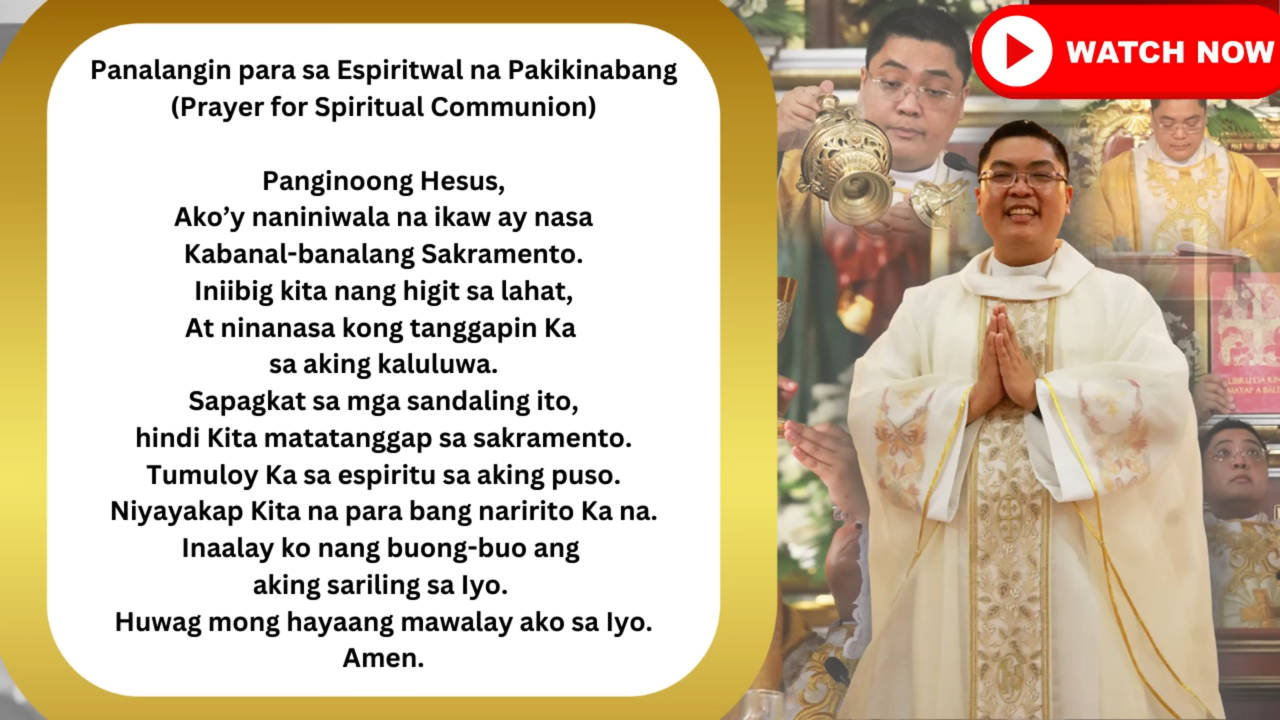 Panalangin para sa Espiritwal na Pakikinabang
(Prayer for Spiritual Communion)
Panginoong Hesus,
Ako’y naniniwala na ikaw ay nasa
Kabanal-banalang Sakramento.
Iniibig kita nang higit sa lahat,
At ninanasa kong tanggapin Ka
sa aking kaluluwa.
Sapagkat sa mga sandaling ito,
hindi Kita matatanggap sa sakramento.
Tumuloy Ka sa espiritu sa aking puso.
Niyayakap Kita na para bang naririto Ka na.
Inaalay ko nang buong-buo ang
aking sariling sa Iyo.
Huwag mong hayaang mawalay ako sa Iyo.
Amen.
WATCH NOW